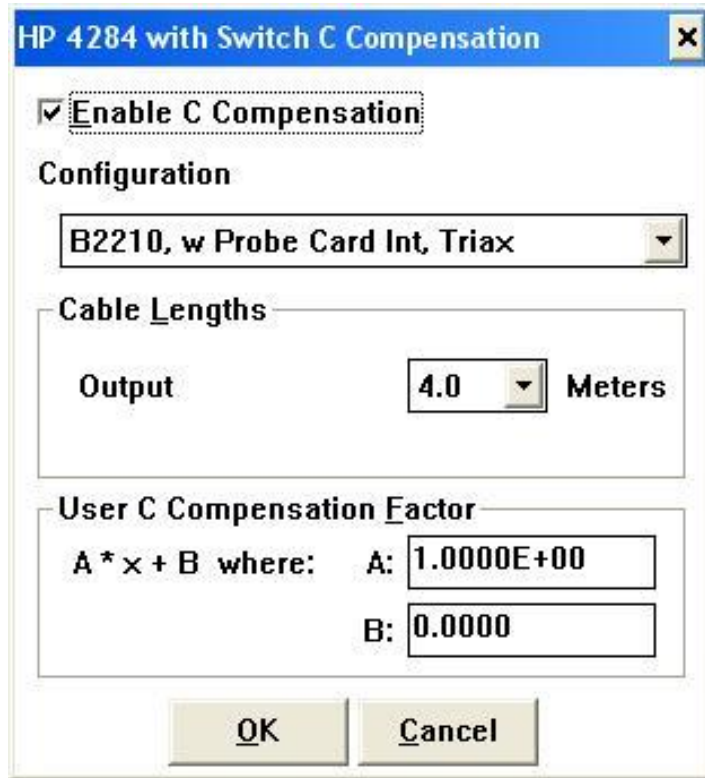 HP 4284 with Switch C Compensation
Enable C Compensation
Configuration
B2210, w Probe Card Int, Triax
Cable Lengths
Output 4.0 Meters
User C Compensation Factor
A * x + B where: A: 1.0000E+00
B: 0.0000
OK Cancel